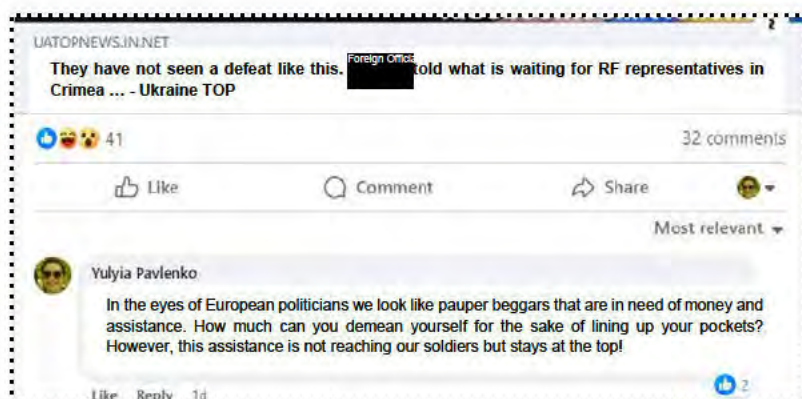 2
UATOPNEWS.IN.NET
They have not seen a defeat like this. Foreign Officia told what is waiting for RF representatives in
Crimea ... - Ukraine TOP
41
32 comments
Like
Comment
Share
Most relevant
Yulyia Pavlenko
In the eyes of European politicians we look like pauper beggars that are in need of money and
assistance. How much can you demean yourself for the sake of lining up your pockets?
However, this assistance is not reaching our soldiers but stays at the top!
2
Like Reply 1d